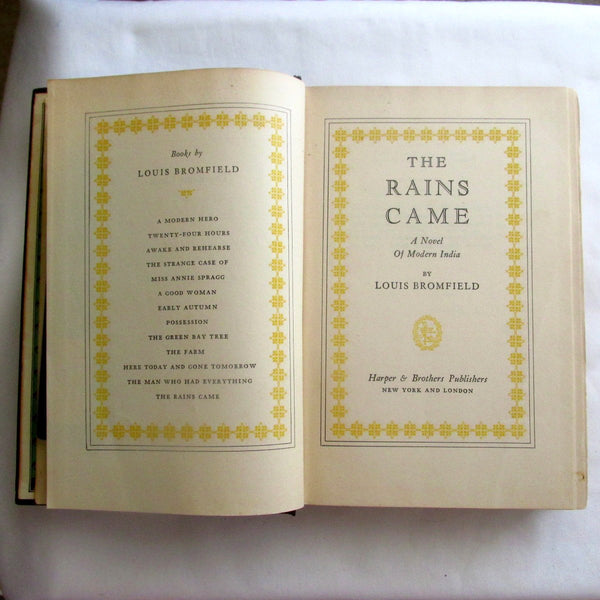 Books by
LOUIS BROMFIELD
A MODERN HERO
TWENTY-FOUR HOURS
AWAKE AND REHEARSE
THE STRANGE CASE OF
MISS ANNIE SPRAGG
A GOOD WOMAN
EARLY AUTUMN
POSSESSION
THE GREEN BAY TREE
THE FARM
HERE TODAY AND GONE TOMORROW
THE MAN WHO HAD EVERYTHING
THE RAINS CAME
THE
RAINS
CAME
A Novel
Of Modern India
BY
LOUIS BROMFIELD
Harper & Brothers Publishers
NEW YORK AND LONDON